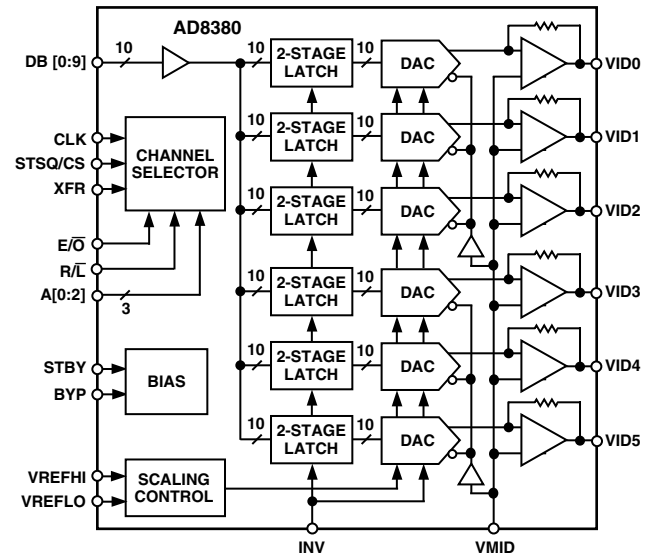 AD8380
DB [0:9]
10
10
2-STAGE
LATCH
10
DAC
VID0
CLK
STSQ/CS
XFR
CHANNEL
SELECTOR
10
2-STAGE
LATCH
10
DAC
VID1
E/O̅
R/L̅
A[0:2]
3
10
2-STAGE
LATCH
10
DAC
VID2
10
2-STAGE
LATCH
10
DAC
VID3
STBY
BYP
BIAS
10
2-STAGE
LATCH
10
DAC
VID4
VREFHI
VREFLO
SCALING
CONTROL
10
2-STAGE
LATCH
10
DAC
VID5
INV
VMID